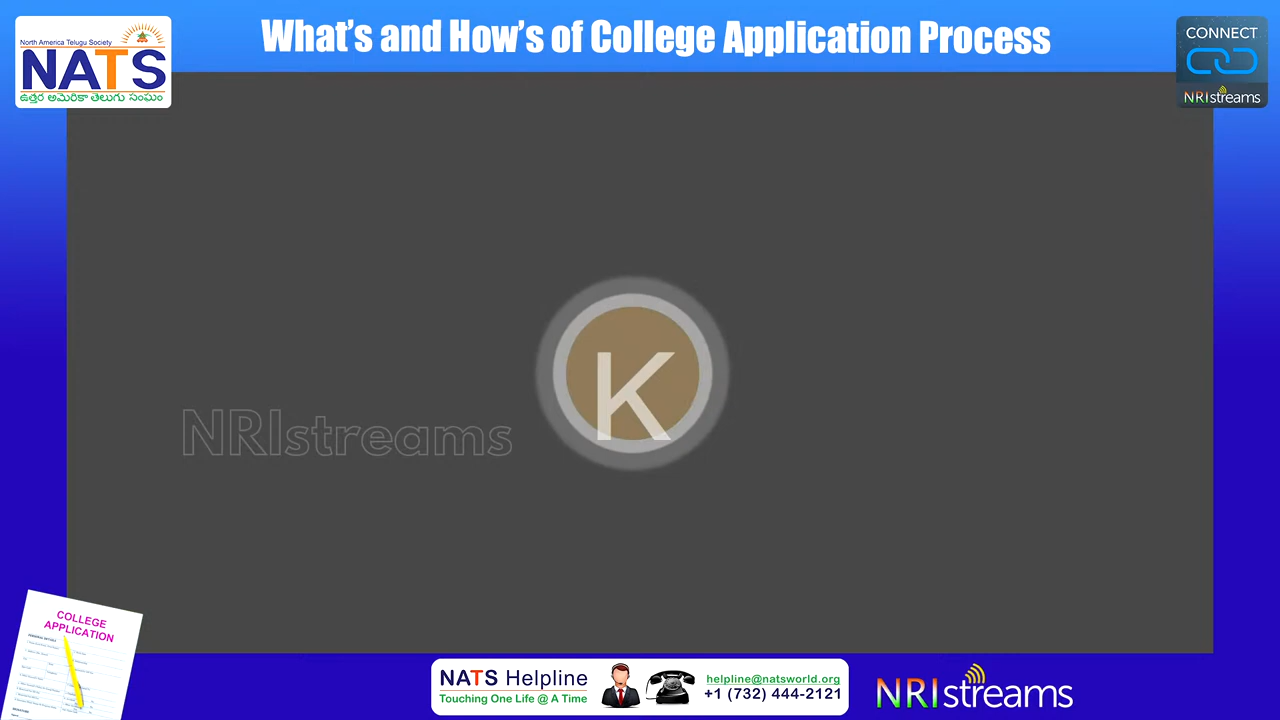 What's and How's of College Application Process
North America Telugu Society
NATS
ఉత్తర అమెరికా తెలుగు సంఘం
CONNECT
NRIstreams
K
NRIstreams
COLLEGE
APPLICATION
NATS Helpline
Touching One Life @ A Time
helpline@natsworld.org
+1 (732) 444-2121
NRIstreams